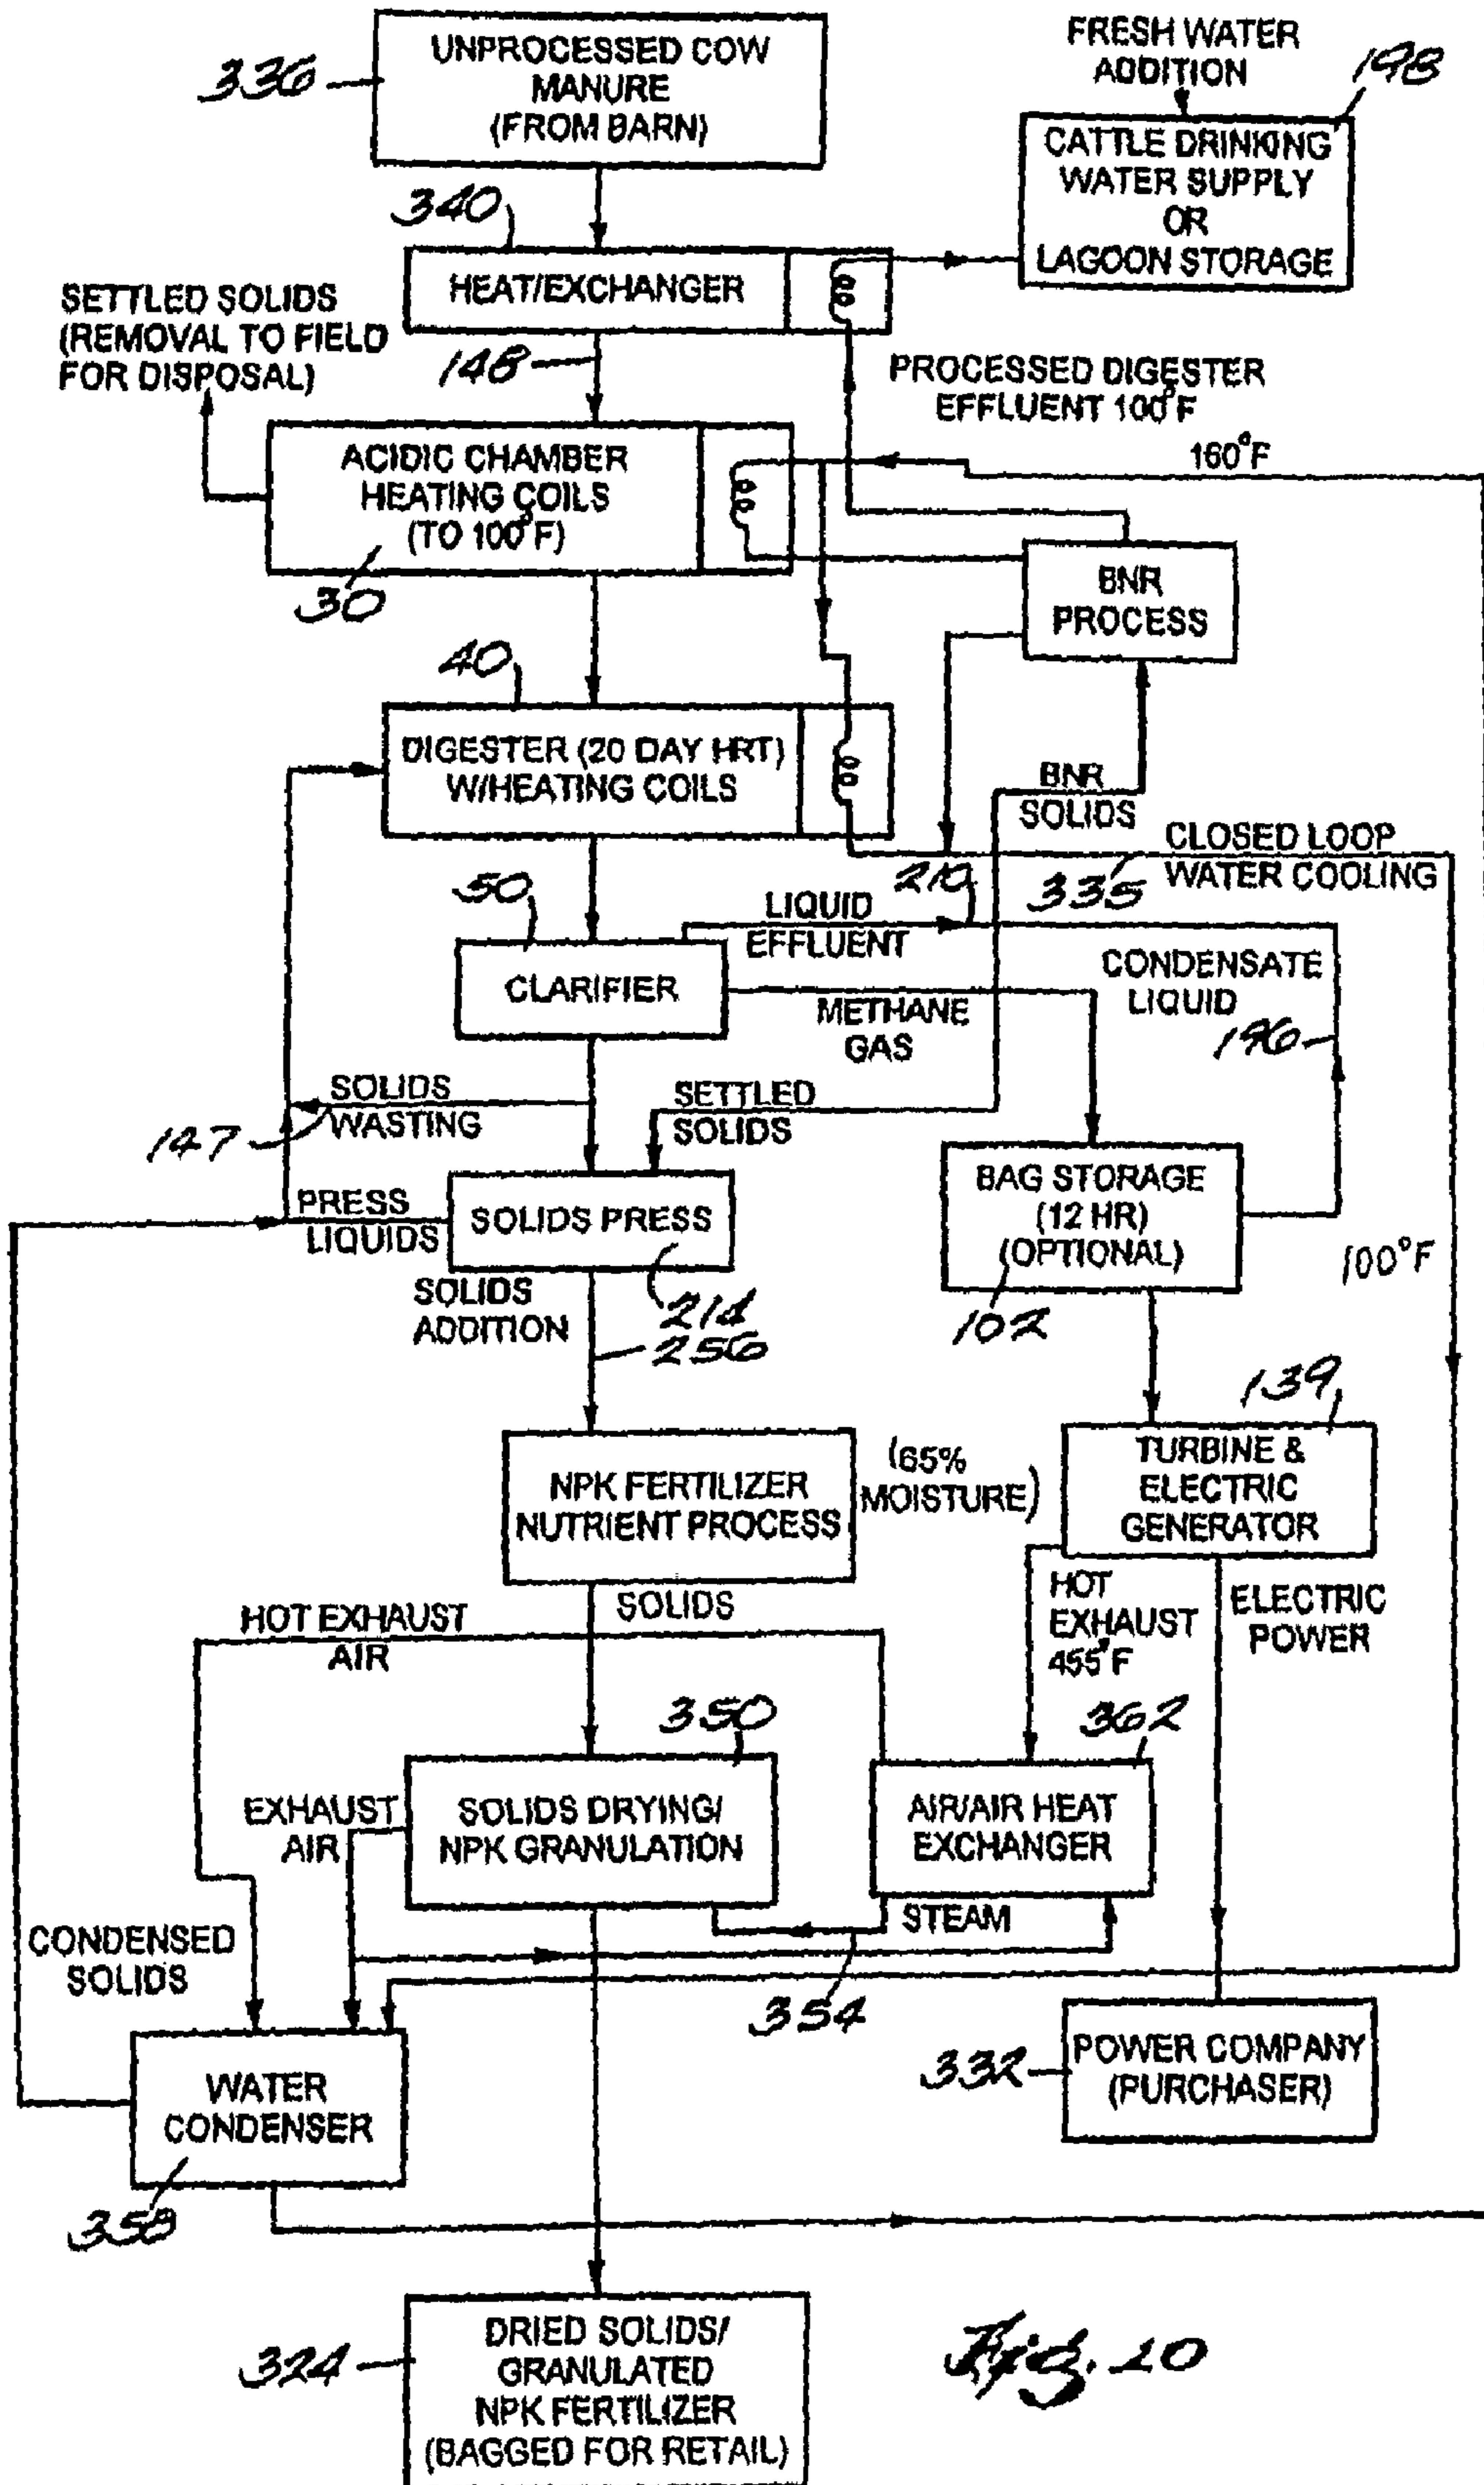 UNPROCESSED COW
MANURE
(FROM BARN)
336
FRESH WATER
ADDITION
198
CATTLE DRINKING
WATER SUPPLY
OR
LAGOON STORAGE
340
HEAT/EXCHANGER
SETTLED SOLIDS
(REMOVAL TO FIELD
FOR DISPOSAL)
148
PROCESSED DIGESTER
EFFLUENT 100°F
160°F
ACIDIC CHAMBER
HEATING COILS
(TO 100°F)
30
BNR
PROCESS
40
DIGESTER (20 DAY HRT)
W/HEATING COILS
BNR
SOLIDS
CLOSED LOOP
WATER COOLING
210
335
50
LIQUID
EFFLUENT
CLARIFIER
METHANE
GAS
CONDENSATE
LIQUID
196
SOLIDS
WASTING
147
SETTLED
SOLIDS
PRESS
LIQUIDS
SOLIDS PRESS
BAG STORAGE
(12 HR)
(OPTIONAL)
100°F
SOLIDS
ADDITION
214
256
102
139
NPK FERTILIZER
NUTRIENT PROCESS
(65%
MOISTURE)
TURBINE &
ELECTRIC
GENERATOR
SOLIDS
HOT EXHAUST
AIR
HOT
EXHAUST
455°F
ELECTRIC
POWER
350
362
EXHAUST
AIR
SOLIDS DRYING/
NPK GRANULATION
AIR/AIR HEAT
EXCHANGER
STEAM
CONDENSED
SOLIDS
354
WATER
CONDENSER
358
332
POWER COMPANY
(PURCHASER)
324
DRIED SOLIDS/
GRANULATED
NPK FERTILIZER
(BAGGED FOR RETAIL)
Fig. 10